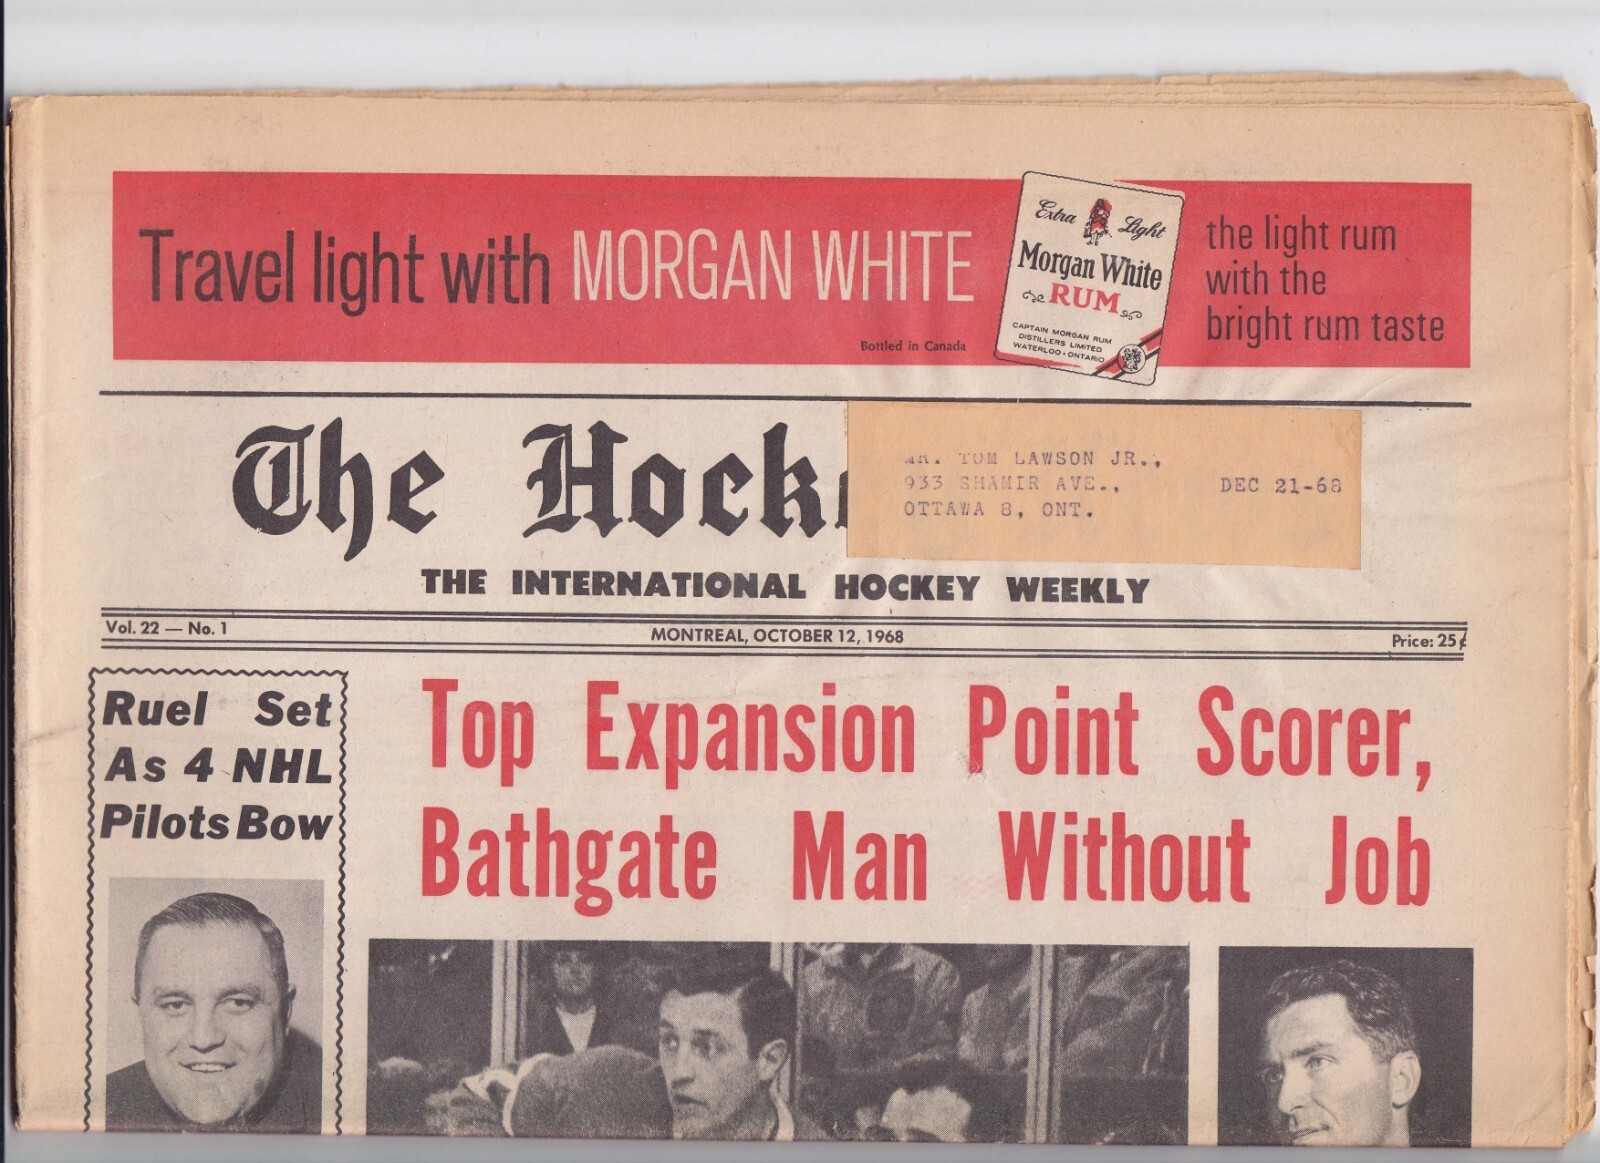 Travel light with MORGAN WHITE
Bottled in Canada
Extra Light
Morgan White
RUM
CAPTAIN MORGAN RUM
DISTILLERS LIMITED
WATERLOO • ONTARIO
the light rum
with the
bright rum taste
The Hocke
MR. TOM LAWSON JR.,
933 SHAMIR AVE.,
OTTAWA 8, ONT.
DEC 21-68
THE INTERNATIONAL HOCKEY WEEKLY
Vol. 22 — No. 1
MONTREAL, OCTOBER 12, 1968
Price: 25¢
Ruel Set
As 4 NHL
Pilots Bow
Top Expansion Point Scorer,
Bathgate Man Without Job